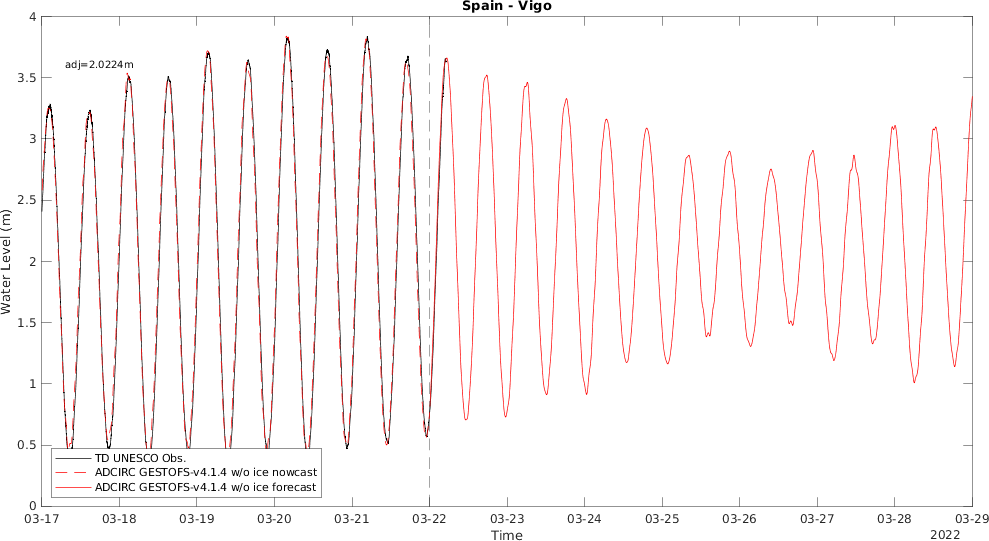 Spain - Vigo
4
adj=2.0224m
3.5
3
2.5
2
1.5
1
0.5
0
Water Level (m)
TD UNESCO Obs.
ADCIRC GESTOFS-v4.1.4 w/o ice nowcast
ADCIRC GESTOFS-v4.1.4 w/o ice forecast
03-17 03-18 03-19 03-20 03-21 03-22 03-23 03-24 03-25 03-26 03-27 03-28 03-29
Time
2022